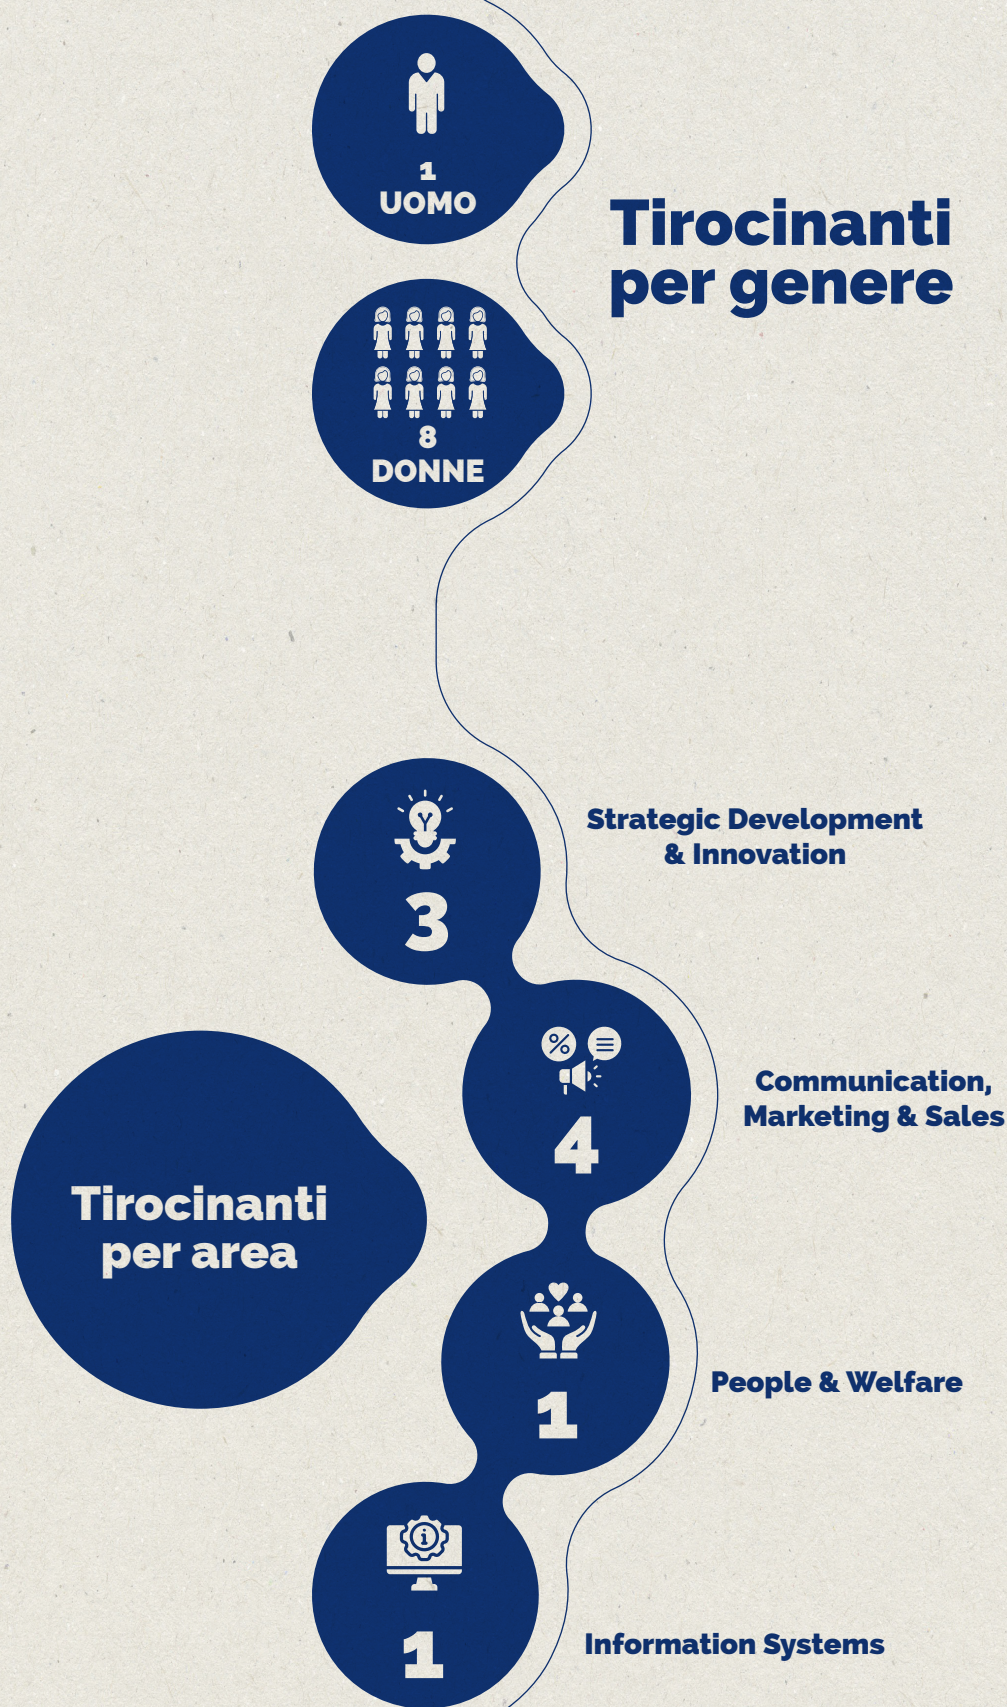 1
UOMO
Tirocinanti
per genere
8
DONNE
3
Strategic Development
& Innovation
4
Communication,
Marketing & Sales
Tirocinanti
per area
1
People & Welfare
1
Information Systems